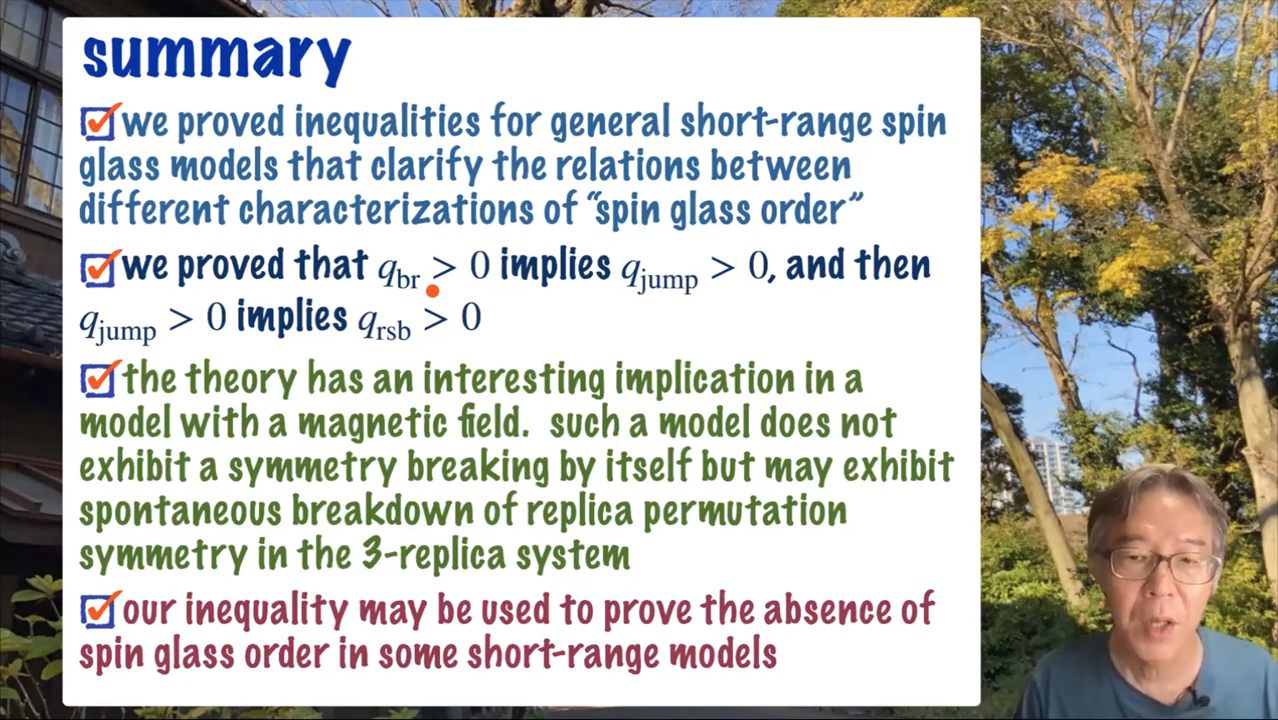 summary
we proved inequalities for general short-range spin
glass models that clarify the relations between
different characterizations of “spin glass order”
we proved that q_br > 0 implies q_jump > 0, and then
q_jump > 0 implies q_rsb > 0
the theory has an interesting implication in a
model with a magnetic field. such a model does not
exhibit a symmetry breaking by itself but may exhibit
spontaneous breakdown of replica permutation
symmetry in the 3-replica system
our inequality may be used to prove the absence of
spin glass order in some short-range models